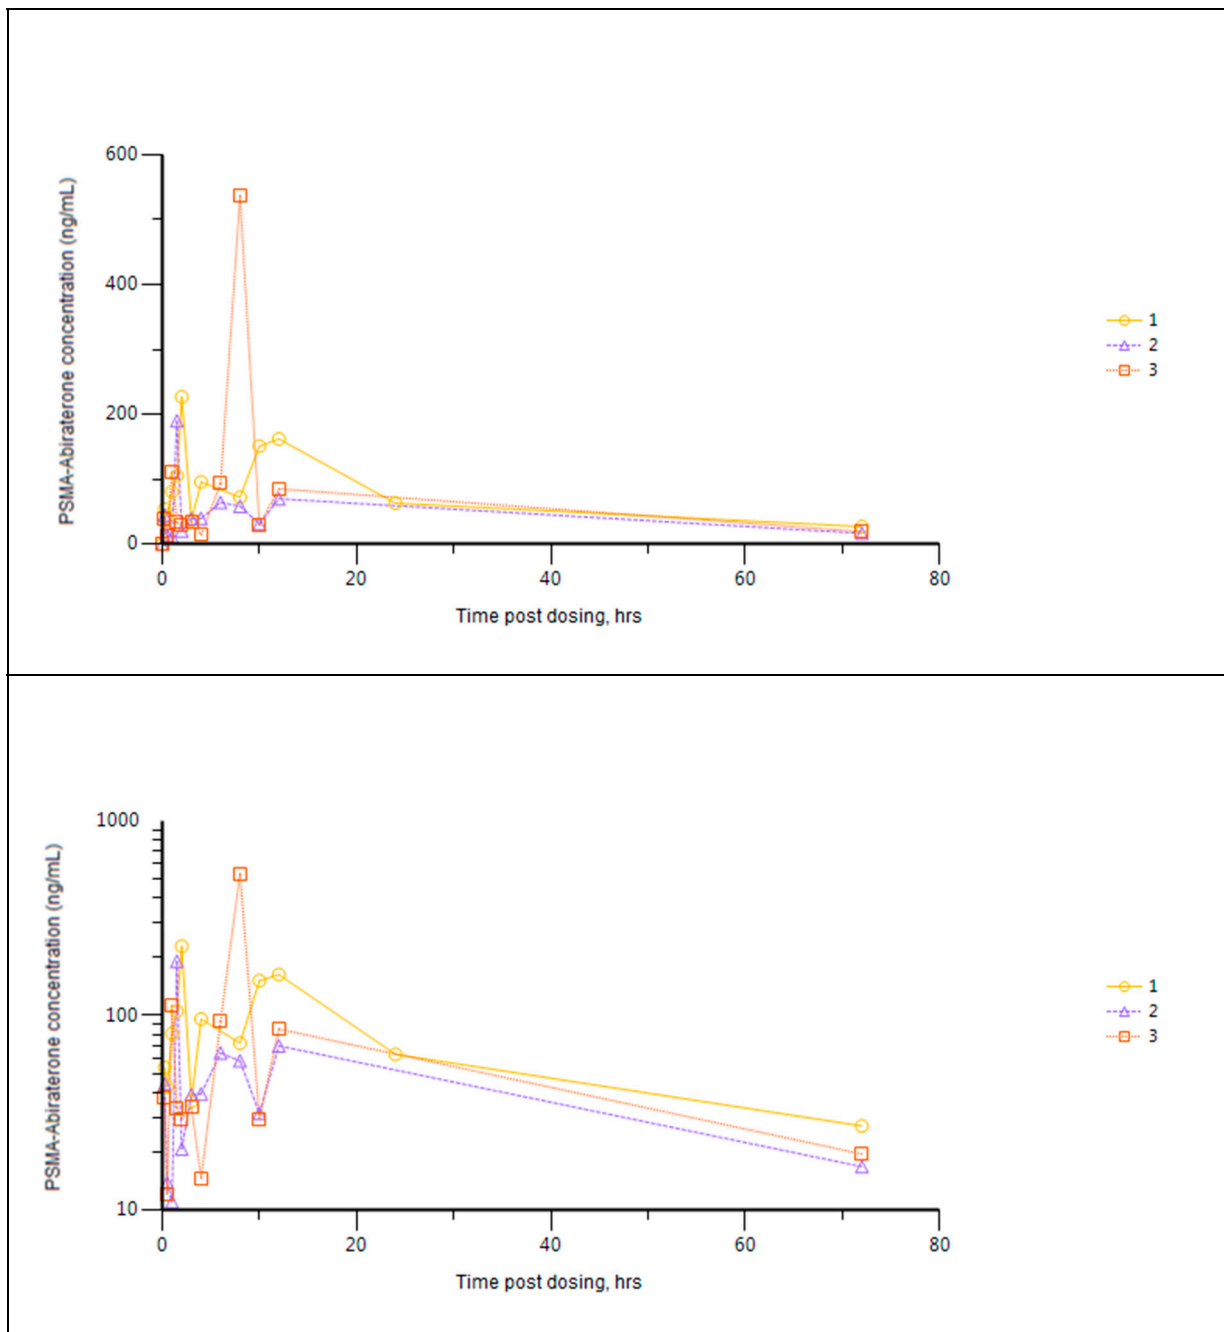 PSMA-Abiraterone concentration (ng/mL)
600
400
200
0
0 20 40 60 80
Time post dosing, hrs
1
2
3
PSMA-Abiraterone concentration (ng/mL)
1000
100
10
0 20 40 60 80
Time post dosing, hrs
1
2
3